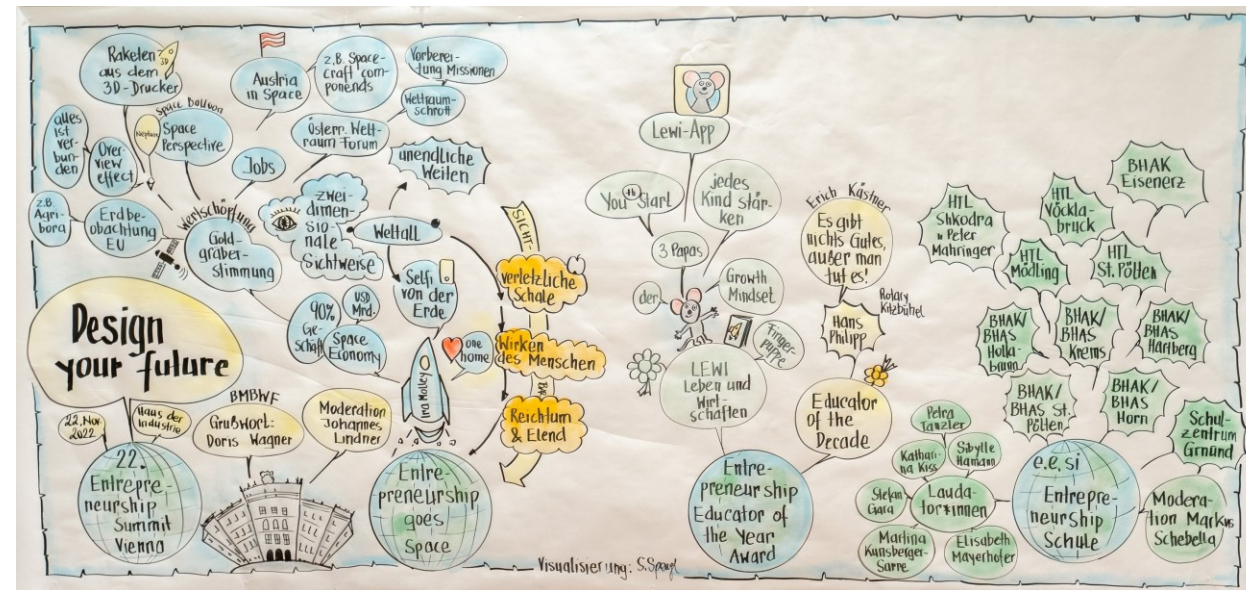 Raketen
aus dem
3D-Drucker
3D
Austria
in Space
z.B. Space-
craft com-
ponends
Vorberei-
tung Missionen
Weltraum-
schrott
Österr. Welt-
raum Forum
unendliche
Weiten
alles
ist
ver-
bun-
den
Over-
view
effect
Space Balloon
Neptune
Space
Perspective
Jobs
z.B.
Agri-
bora
Erdbe-
obachtung
EU
Wertschöpfung
Gold-
gräber-
stimmung
zwei-
dimen-
sio-
nale
Sichtweise
Weltall
Selfi
von der
Erde
90%
Ge-
schäft
USD
Mrd.
Space
Economy
one
home
SICHT-
verletzliche
Schale
Wirken
des Menschen
Reichtum
& Elend
Design
your future
22. Nov.
2022
Haus der
Industrie
22.
Entrepre-
neurship
Summit
Vienna
BMBWF
Grußwort:
Doris Wagner
Moderation
Johannes
Lindner
Entre-
preneurship
goes
Space
Visualisierung:
Lewi-App
You Start
th
jedes
Kind stär-
ken
3 Papas
der
Growth
Mindset
Finger-
puppe
LEWI
Leben und
Wirt-
schaften
Erich Kästner
Es gibt
nichts Gutes,
außer man
tut es!
Hans
Philipp
Rotary
Kitzbühel
Educator
of the
Decade
Entre-
preneurship
Educator of
the Year
Award
BHAK
Eisenerz
HTL
Shkodra
u Peter
Mahringer
HTL
Vöckla-
bruck
HTL
Mödling
HTL
St. Pölten
BHAK/
BHAS
Holla-
brunn
BHAK/
BHAS
Krems
BHAK/
BHAS
Hartberg
BHAK/
BHAS St.
Pölten
BHAK/
BHAS
Horn
Schul-
zentrum
Gmünd
Petra
Tanzler
Kathari-
na Kiss
Sibylle
Hamann
Stefan
Gara
Lauda-
tor*innen
Martina
Künsberger-
Sarre
Elisabeth
Mayerhofer
e.e.si
Entrepre-
neurship
Schule
Modera-
tion Markus
Schebella